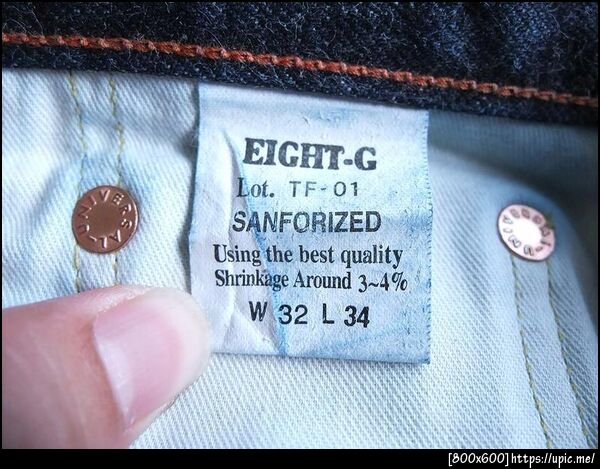 EIGHT-G
Lot. TF-01
SANFORIZED
Using the best quality
Shrinkage Around 3~4%
W 32 L 34
UNIVERSAL
[800x600]https://upic.me/